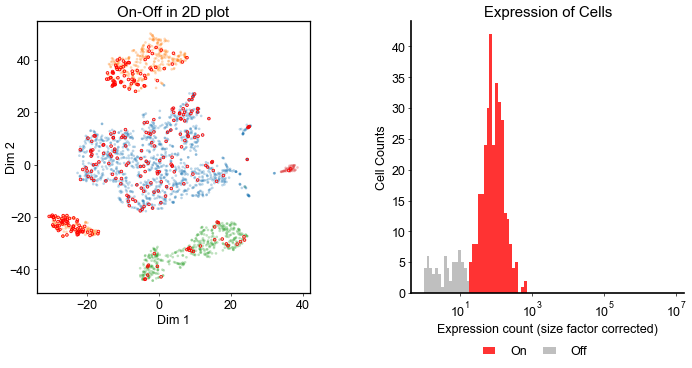 On-Off in 2D plot
Dim 2
40
20
0
−20
−40
−20
0
20
40
Dim 1
Expression of Cells
Cell Counts
40
35
30
25
20
15
10
5
0
10^1
10^3
10^5
10^7
Expression count (size factor corrected)
On
Off